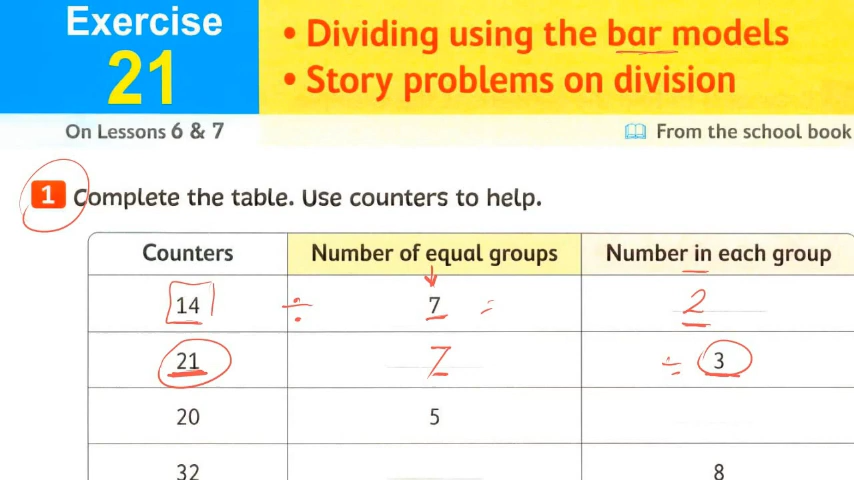 Exercise
21
• Dividing using the bar models
• Story problems on division
On Lessons 6 & 7
From the school book
1 Complete the table. Use counters to help.
Counters Number of equal groups Number in each group
14 ÷ 7 = 2
21 7 ÷ 3
20 5
32 8